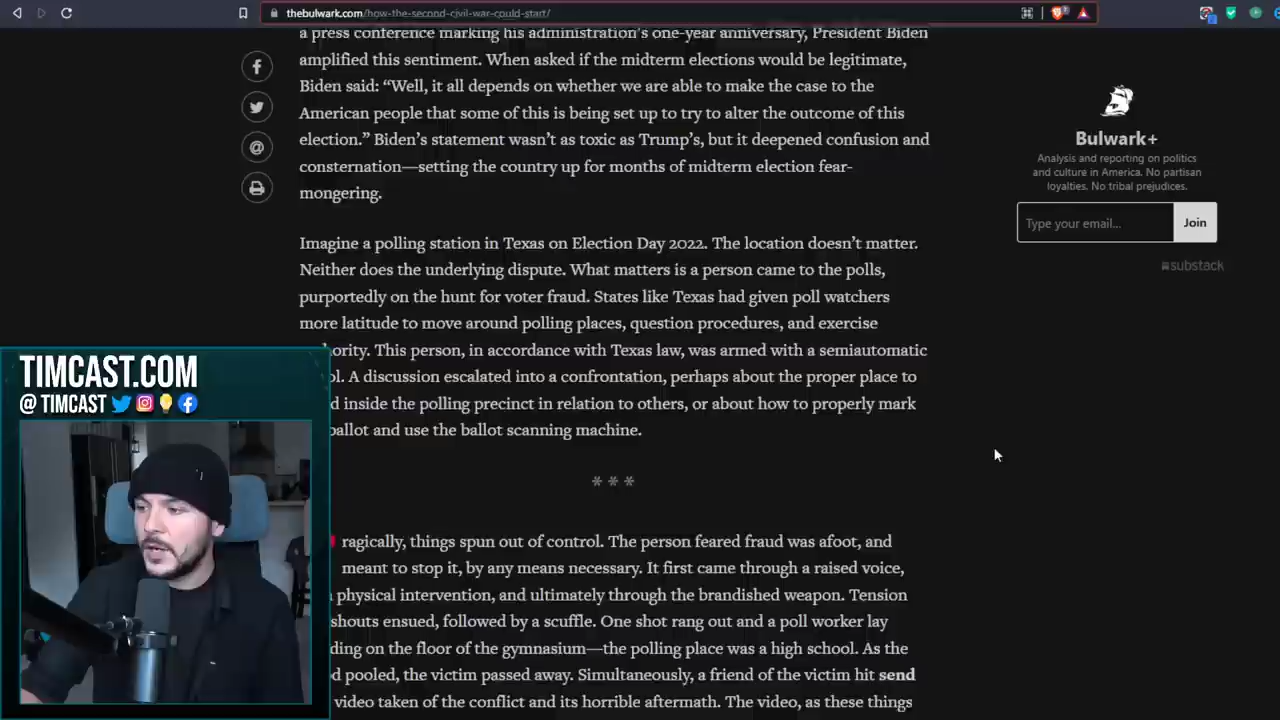 thebulwark.com/how-the-second-civil-war-could-start/
a press conference marking his administration's one-year anniversary, President Biden
amplified this sentiment. When asked if the midterm elections would be legitimate,
Biden said: “Well, it all depends on whether we are able to make the case to the
American people that some of this is being set up to try to alter the outcome of this
election.” Biden’s statement wasn’t as toxic as Trump’s, but it deepened confusion and
consternation—setting the country up for months of midterm election fear-
mongering.
Bulwark+
Analysis and reporting on politics
and culture in America. No partisan
loyalties. No tribal prejudices.
Type your email...
Join
substack
Imagine a polling station in Texas on Election Day 2022. The location doesn’t matter.
Neither does the underlying dispute. What matters is a person came to the polls,
purportedly on the hunt for voter fraud. States like Texas had given poll watchers
more latitude to move around polling places, question procedures, and exercise
hority. This person, in accordance with Texas law, was armed with a semiautomatic
ol. A discussion escalated into a confrontation, perhaps about the proper place to
d inside the polling precinct in relation to others, or about how to properly mark
ballot and use the ballot scanning machine.
* * *
ragically, things spun out of control. The person feared fraud was afoot, and
meant to stop it, by any means necessary. It first came through a raised voice,
physical intervention, and ultimately through the brandished weapon. Tension
shouts ensued, followed by a scuffle. One shot rang out and a poll worker lay
ding on the floor of the gymnasium—the polling place was a high school. As the
d pooled, the victim passed away. Simultaneously, a friend of the victim hit send
video taken of the conflict and its horrible aftermath. The video, as these things
TIMCAST.COM
@ TIMCAST